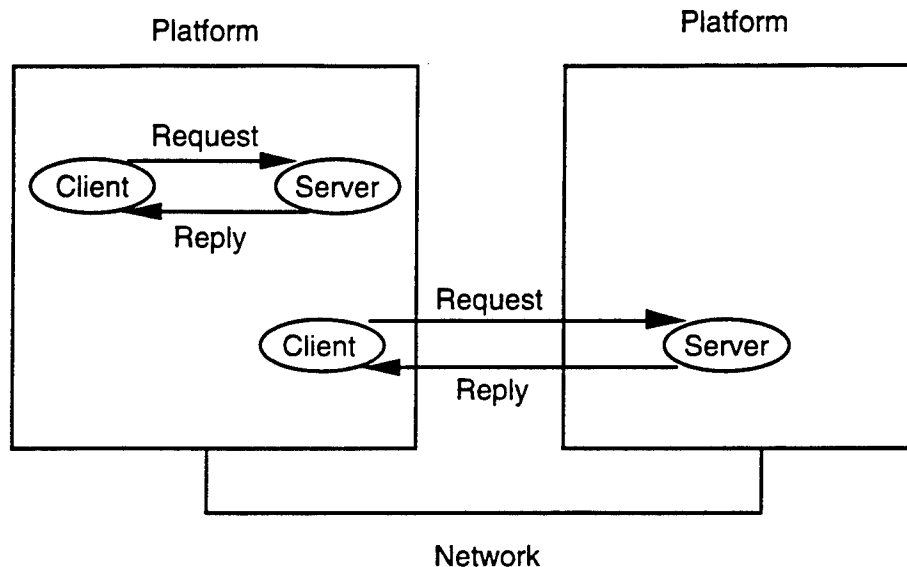 Platform
Platform
Request
Client
Server
Reply
Request
Client
Server
Reply
Network